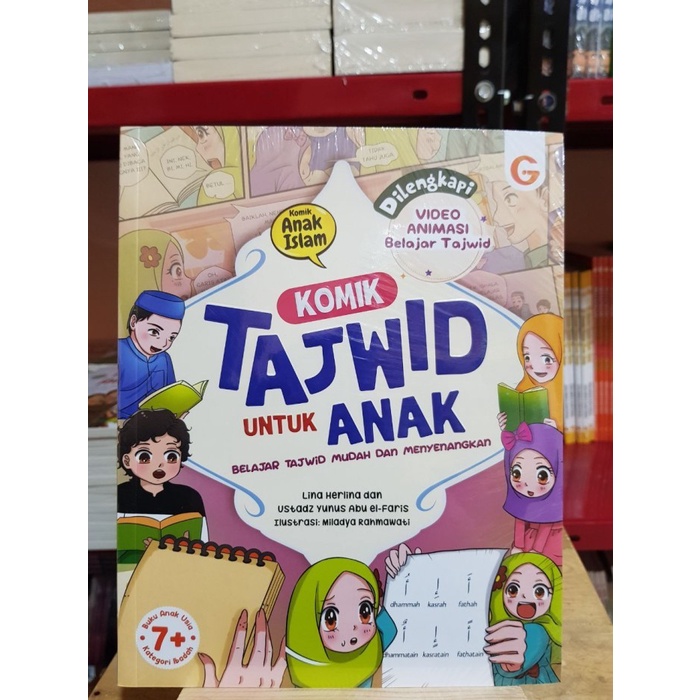 Komik
Anak
Islam
Dilengkapi
VIDEO
ANIMASI
Belajar Tajwid
G
KOMIK
TAJWID
UNTUK ANAK
BELAJAR TAJWID MUDAH DAN MENYENANGKAN
Lina Herlina dan
Ustadz Yunus Abu el-Faris
Ilustrasi: Miladya Rahmawati
Buku Anak Usia
7+
Kategori Ibadah
dhammah kasrah fathah
dhammatain kasratain fathatain